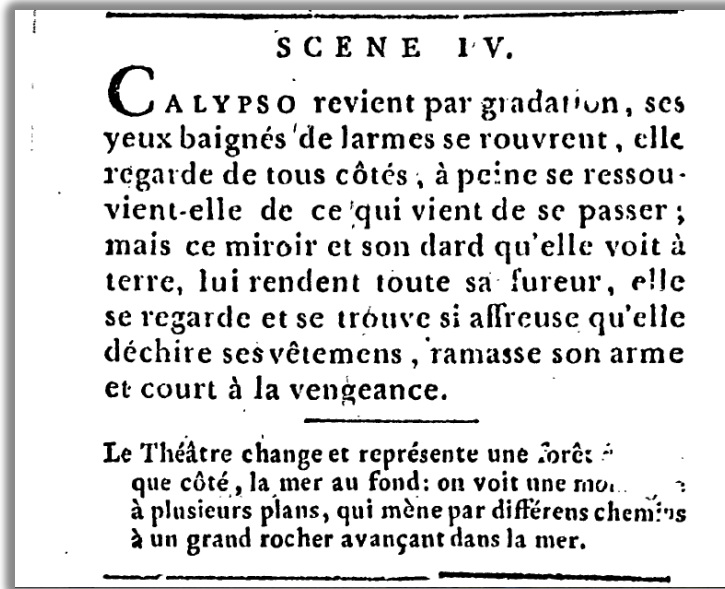 SCENE IV.
CALYPSO revient par gradation, ses
yeux baignés de larmes se rouvrent, elle
regarde de tous côtés, à peine se ressou-
vient-elle de ce qui vient de se passer;
mais ce miroir et son dard qu'elle voit à
terre, lui rendent toute sa fureur, elle
se regarde et se trouve si affreuse qu'elle
déchire ses vêtemens, ramasse son arme
et court à la vengeance.
Le Théâtre change et représente une forêt
que côté, la mer au fond: on voit une
à plusieurs plans, qui mène par différens chemins
à un grand rocher avançant dans la mer.